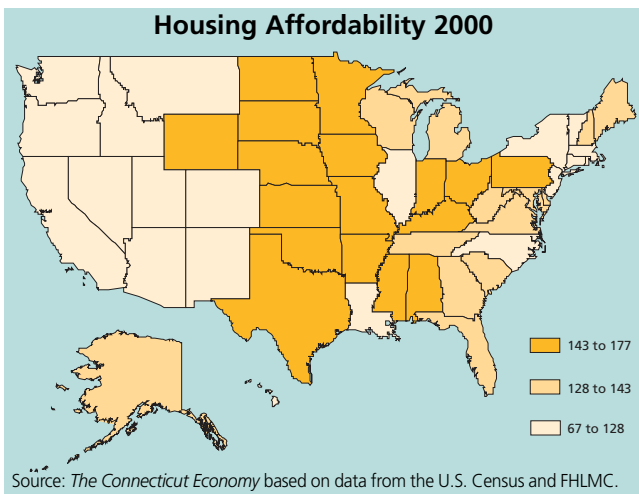 Housing Affordability 2000
143 to 177
128 to 143
67 to 128
Source: The Connecticut Economy based on data from the U.S. Census and FHLMC.